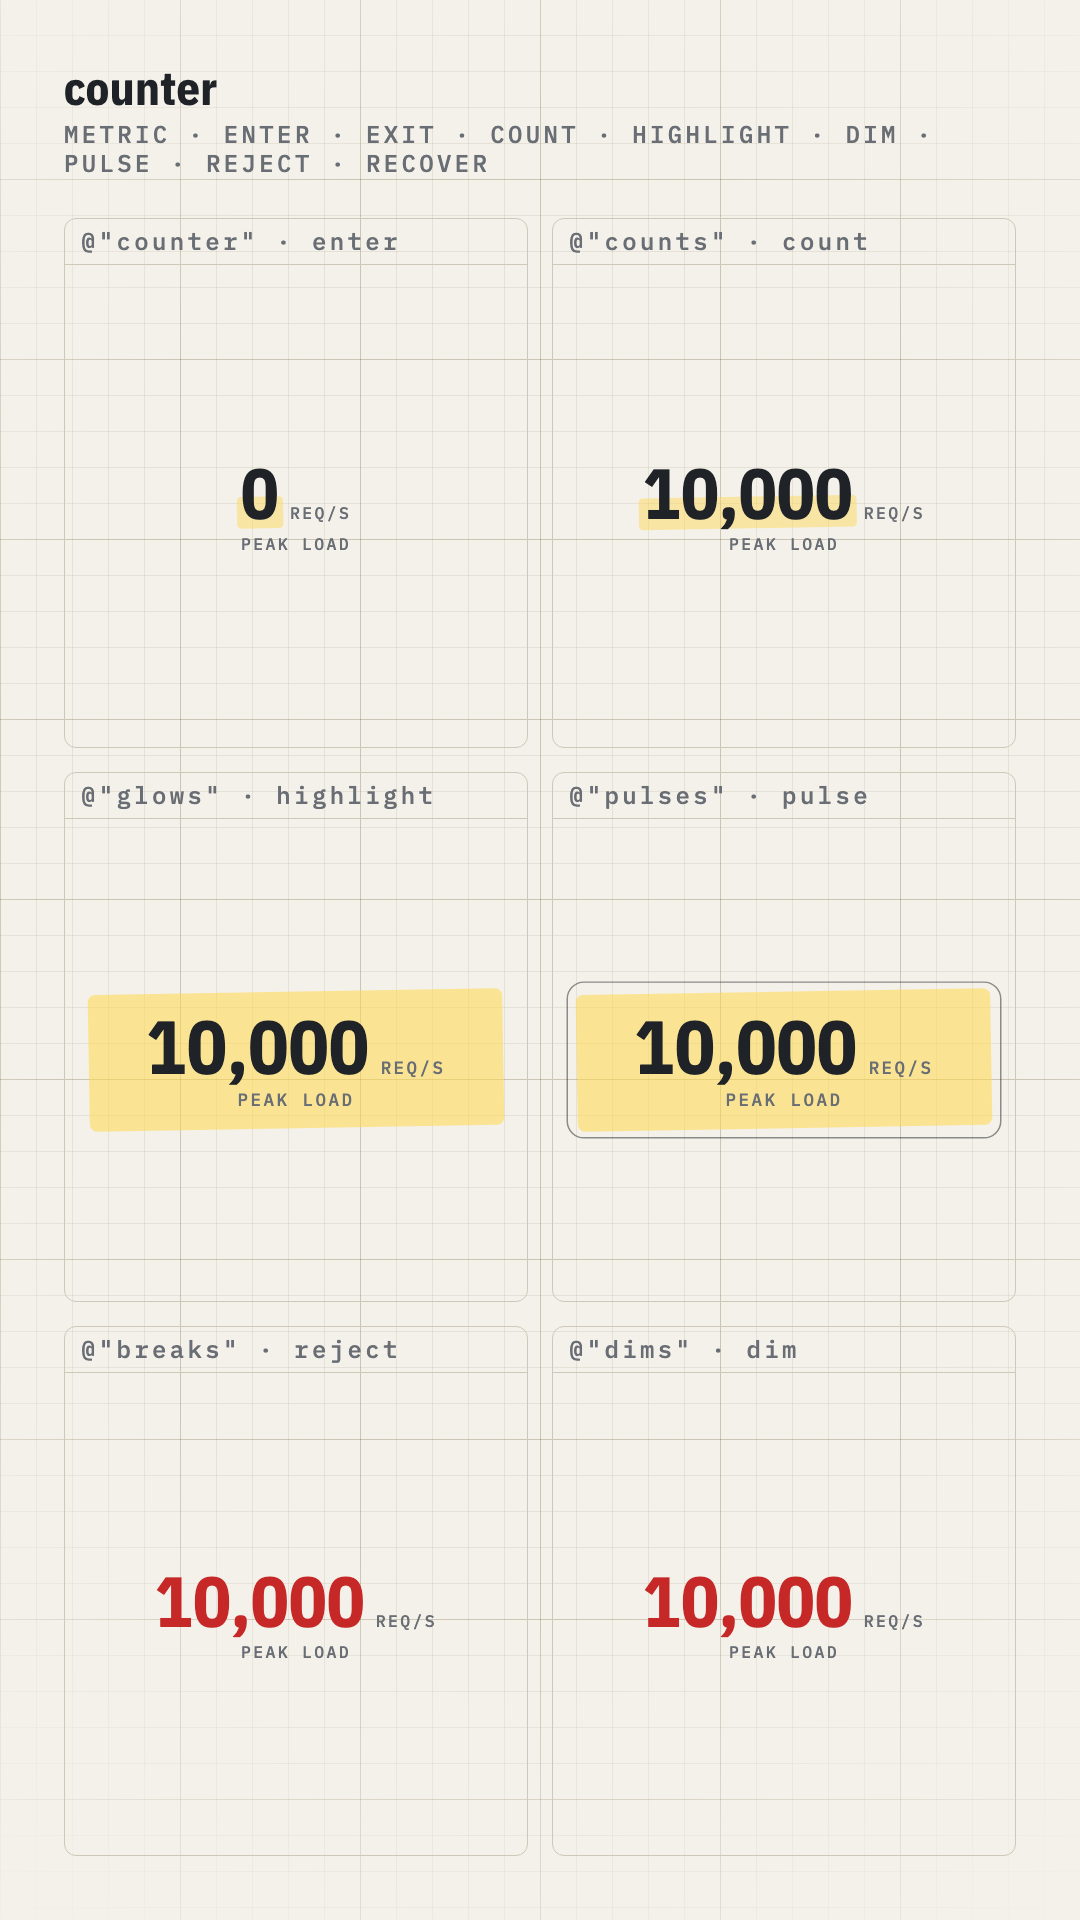 counter
METRIC · ENTER · EXIT · COUNT · HIGHLIGHT · DIM ·
PULSE · REJECT · RECOVER
@"counter" · enter
@"counts" · count
0 REQ/S
PEAK LOAD
10,000 REQ/S
PEAK LOAD
@"glows" · highlight
@"pulses" · pulse
10,000 REQ/S
PEAK LOAD
10,000 REQ/S
PEAK LOAD
@"breaks" · reject
@"dims" · dim
10,000 REQ/S
PEAK LOAD
10,000 REQ/S
PEAK LOAD